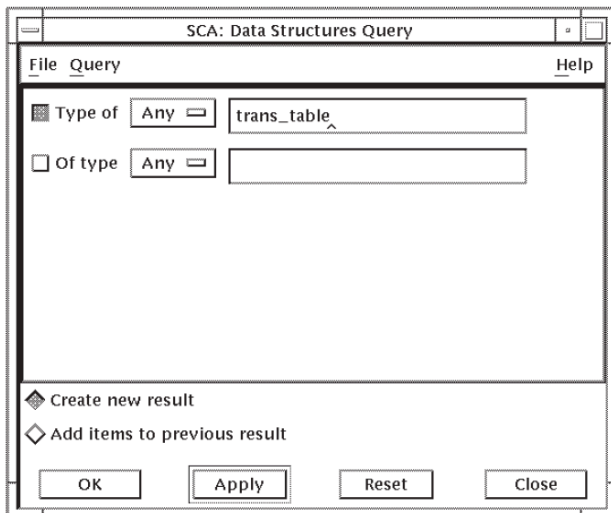 SCA: Data Structures Query
File Query Help
Type of Any trans_table
Of type Any
Create new result
Add items to previous result
OK Apply Reset Close